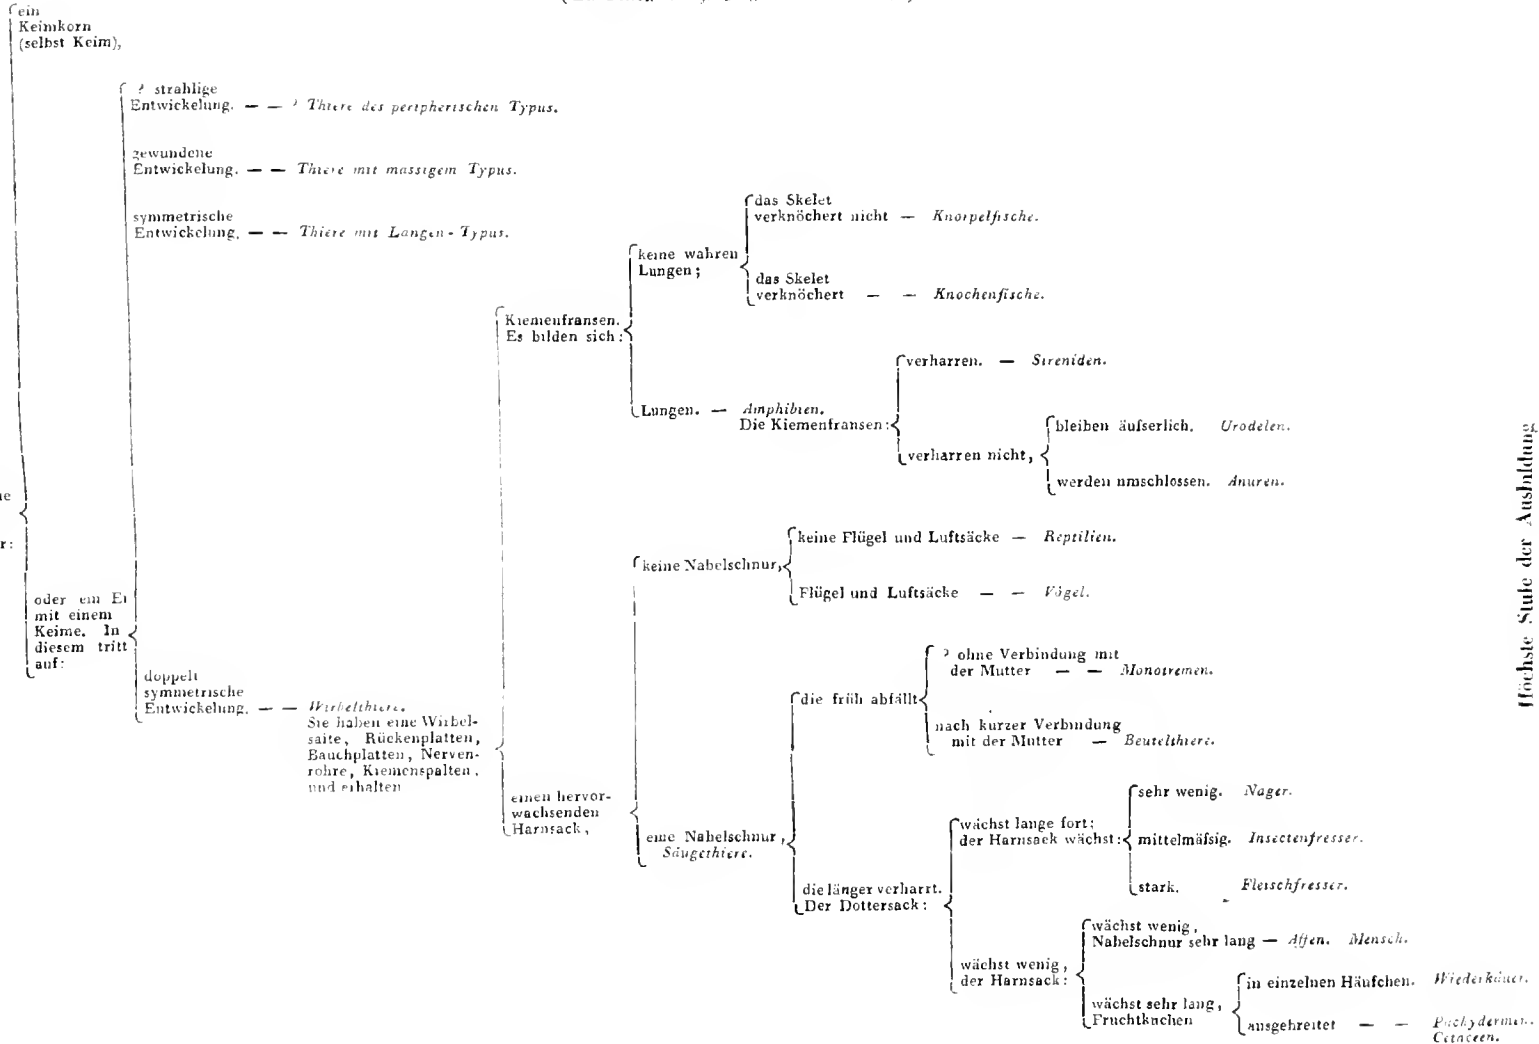 ein
Keimkorn
(selbst Keim),
? strahlige
Entwickelung. — — ? Thiere des peripherischen Typus.
gewundene
Entwickelung. — — Thiere mit massigem Typus.
symmetrische
Entwickelung. — — Thiere mit Längen-Typus.
das Skelet
verknöchert nicht — Knorpelfische.
keine wahren
Lungen;
das Skelet
verknöchert — — Knochenfische.
Kiemenfransen.
Es bilden sich:
verharren. — Sireniden.
Lungen. — Amphibien.
Die Kiemenfransen:
bleiben äufserlich. Urodelen.
verharren nicht,
werden umschlossen. Anuren.
keine Flügel und Luftsäcke — Reptilien.
keine Nabelschnur,
Flügel und Luftsäcke — — Vögel.
oder ein Ei
mit einem
Keime. In
diesem tritt
auf:
doppelt
symmetrische
Entwickelung. — — Wirbelthiere.
Sie haben eine Wirbel-
saite, Rückenplatten,
Bauchplatten, Nerven-
rohre, Kiemenspalten,
und erhalten
? ohne Verbindung mit
der Mutter — — Monotremen.
die früh abfällt
nach kurzer Verbindung
mit der Mutter — Beutelthiere.
einen hervor-
wachsenden
Harnsack,
eine Nabelschnur,
Säugethiere.
sehr wenig. Nager.
wächst lange fort;
der Harnsack wächst:
mittelmäfsig. Insectenfresser.
stark. Fleischfresser.
die länger verharrt.
Der Dottersack:
wächst wenig,
Nabelschnur sehr lang — Affen. Mensch.
wächst wenig,
der Harnsack:
in einzelnen Häufchen. Wiederkäuer.
wächst sehr lang,
Fruchtkuchen
ausgebreitet — — Pachydermen.
Cetaceen.
Höchste Stufe der Ausbildung